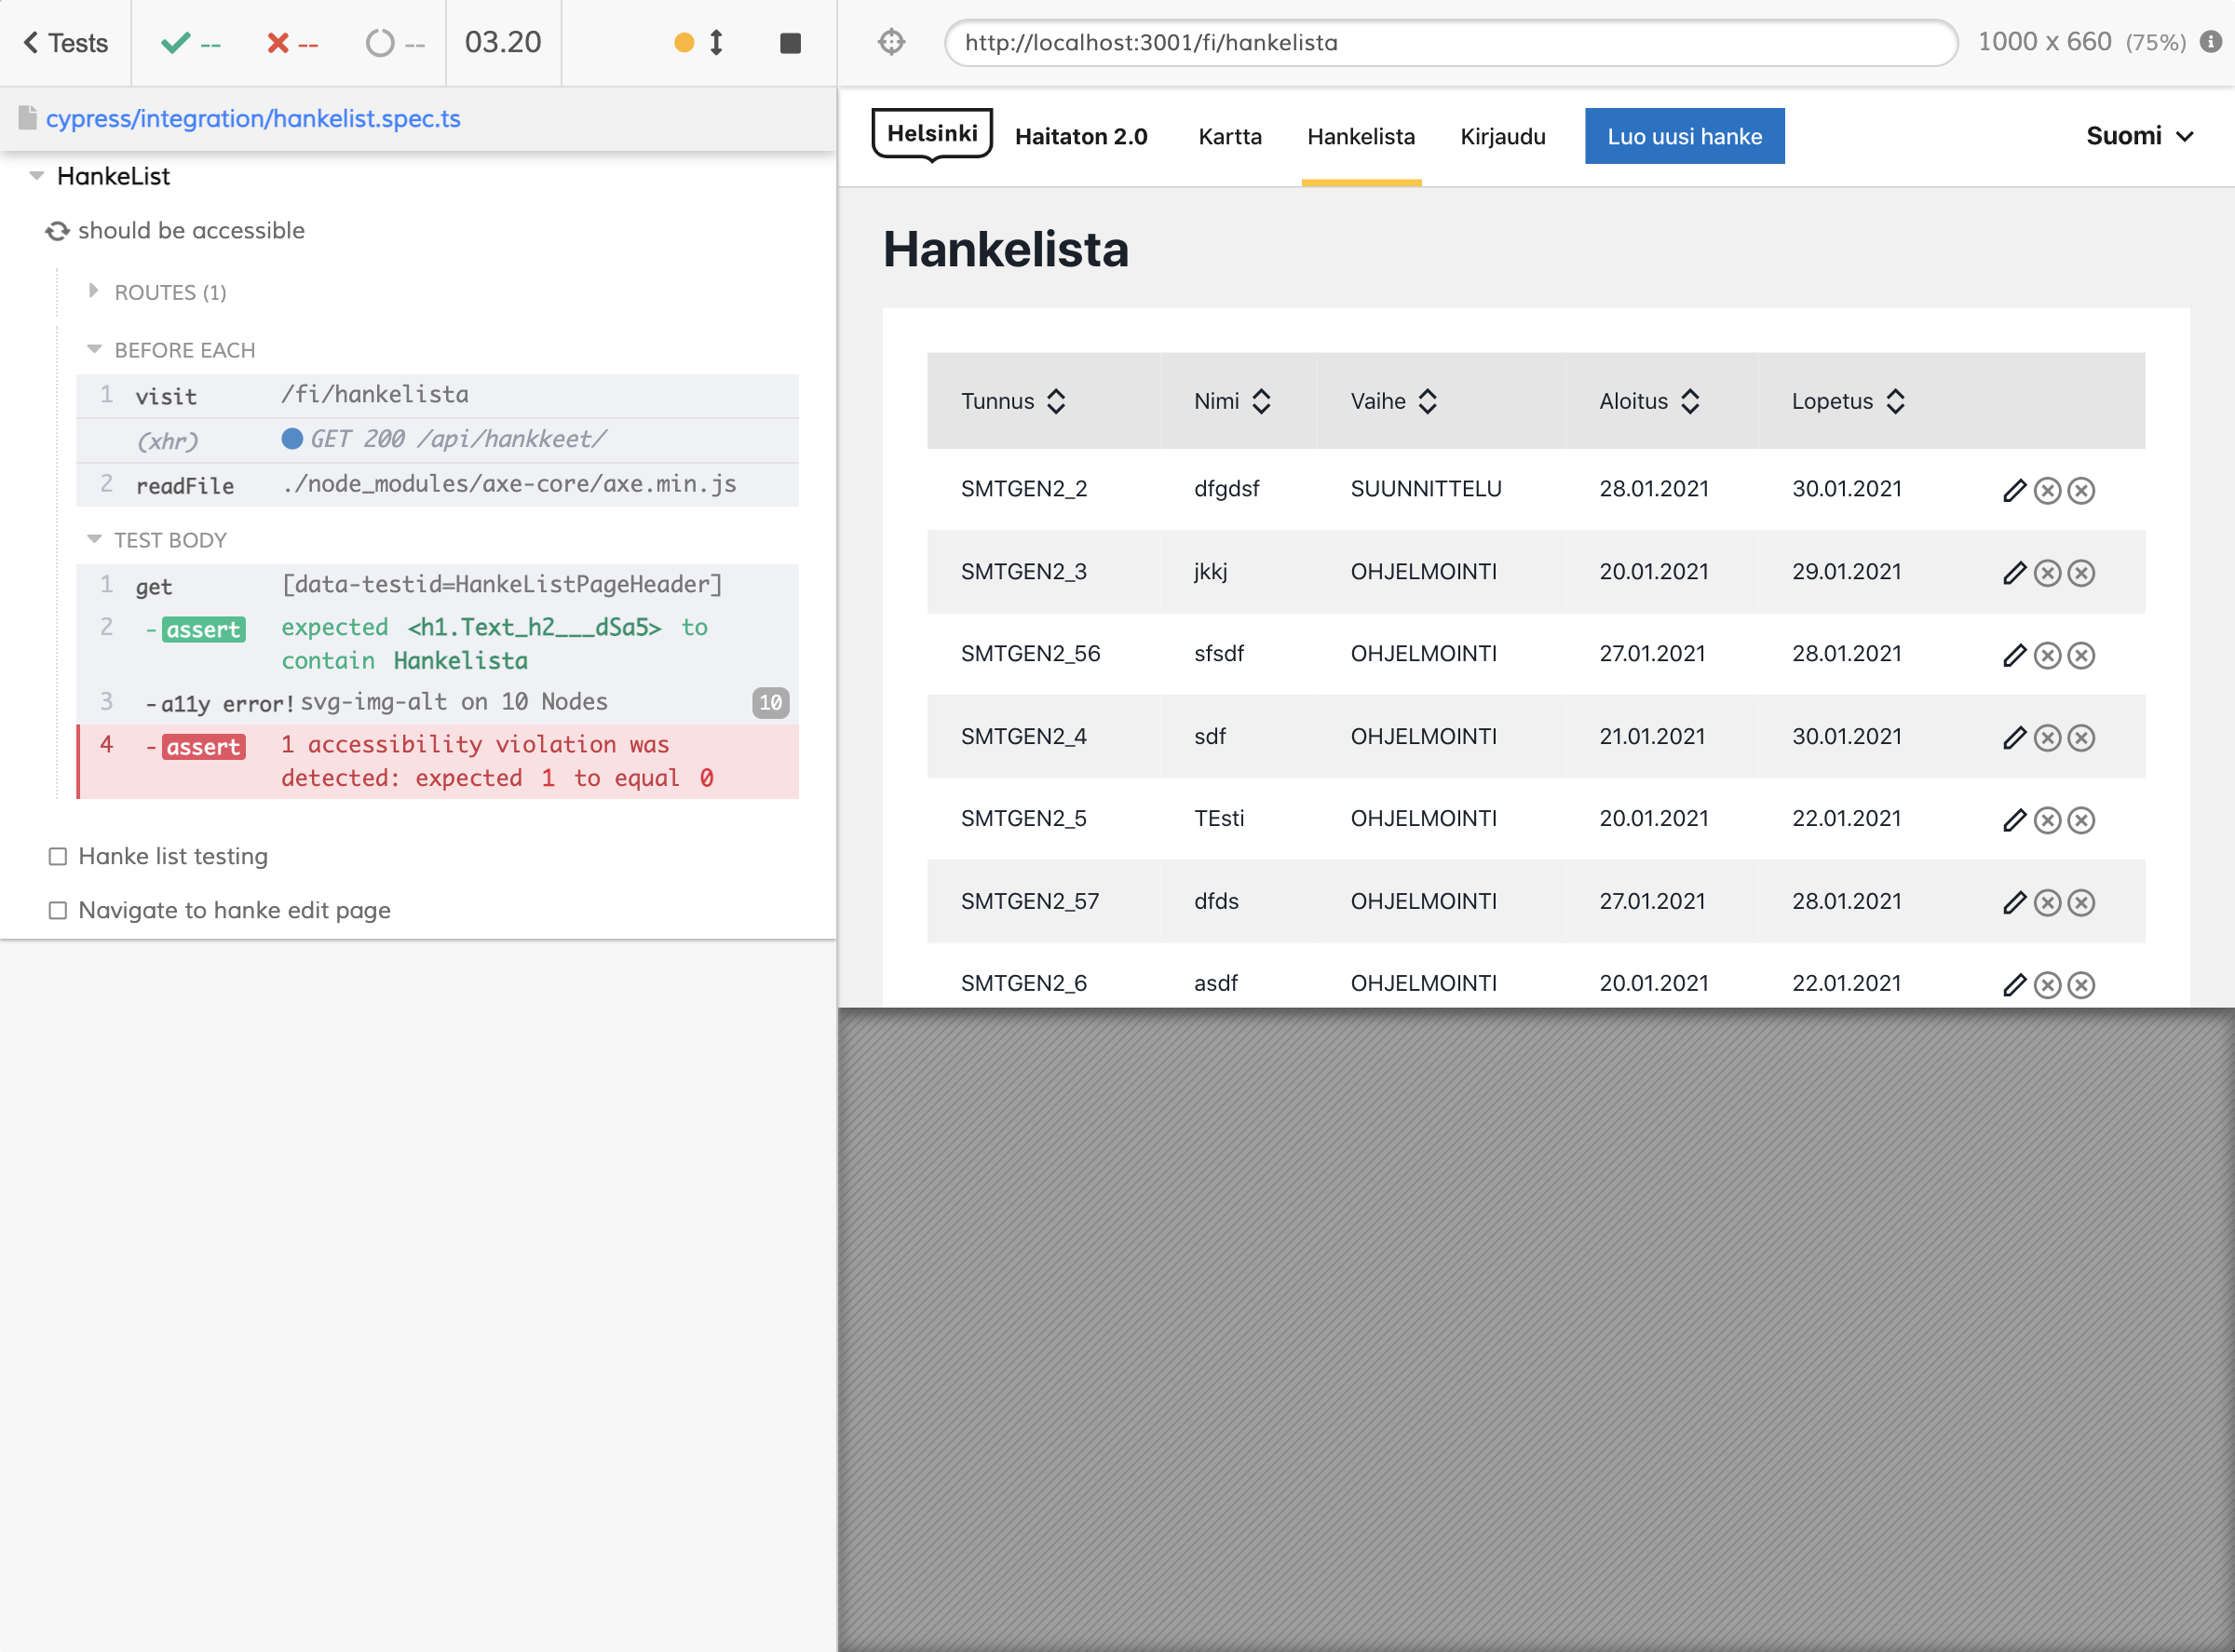 Tests
--
--
--
03.20
http://localhost:3001/fi/hankelista
1000 x 660 (75%)
cypress/integration/hankelist.spec.ts
HankeList
should be accessible
ROUTES (1)
BEFORE EACH
1 visit /fi/hankelista
(xhr) GET 200 /api/hankkeet/
2 readFile ./node_modules/axe-core/axe.min.js
TEST BODY
1 get [data-testid=HankeListPageHeader]
2 -assert expected <h1.Text_h2___dSa5> to
contain Hankelista
3 -a11y error! svg-img-alt on 10 Nodes 10
4 -assert 1 accessibility violation was
detected: expected 1 to equal 0
Hanke list testing
Navigate to hanke edit page
Helsinki Haitaton 2.0 Kartta Hankelista Kirjaudu Luo uusi hanke Suomi
Hankelista
Tunnus Nimi Vaihe Aloitus Lopetus
SMTGEN2_2 dfgdsf SUUNNITTELU 28.01.2021 30.01.2021
SMTGEN2_3 jkkj OHJELMOINTI 20.01.2021 29.01.2021
SMTGEN2_56 sfsdf OHJELMOINTI 27.01.2021 28.01.2021
SMTGEN2_4 sdf OHJELMOINTI 21.01.2021 30.01.2021
SMTGEN2_5 TEsti OHJELMOINTI 20.01.2021 22.01.2021
SMTGEN2_57 dfds OHJELMOINTI 27.01.2021 28.01.2021
SMTGEN2_6 asdf OHJELMOINTI 20.01.2021 22.01.2021